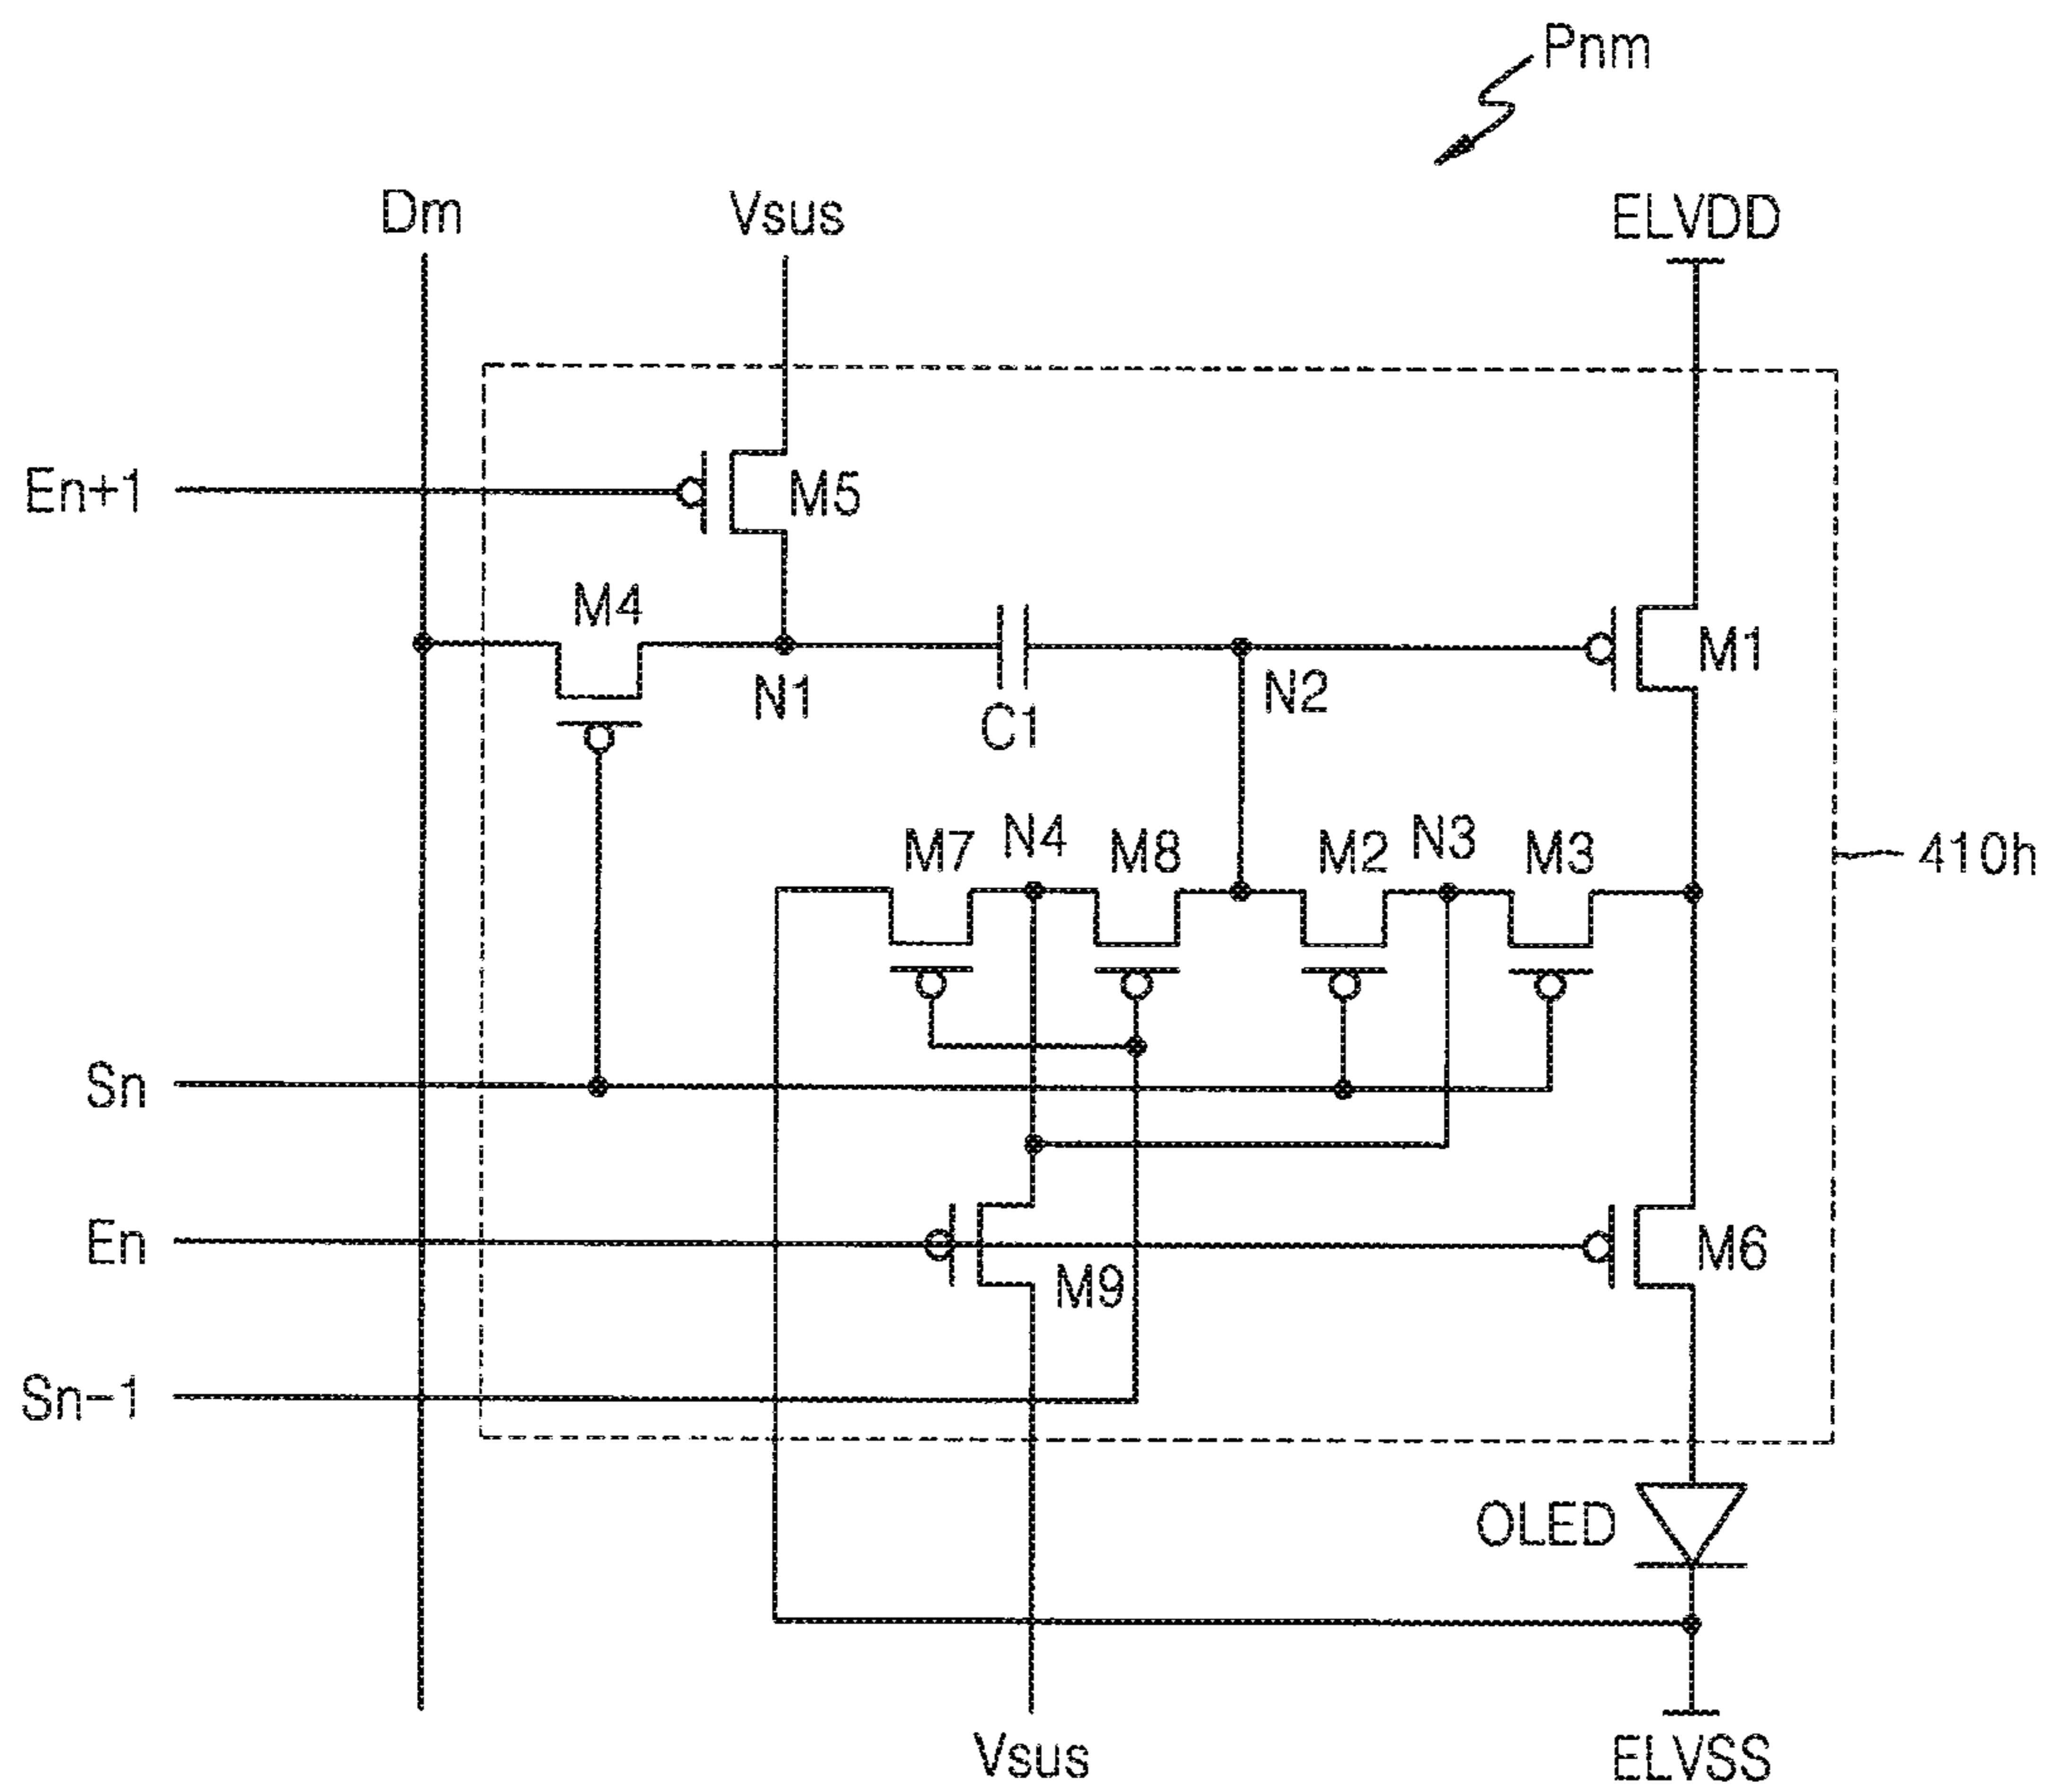 Pnm
Dm
Vsus
ELVDD
En+1
M5
M4
M1
N1
C1
N2
M7
N4
M8
M2
N3
M3
410h
Sn
En
M9
M6
Sn-1
OLED
Vsus
ELVSS